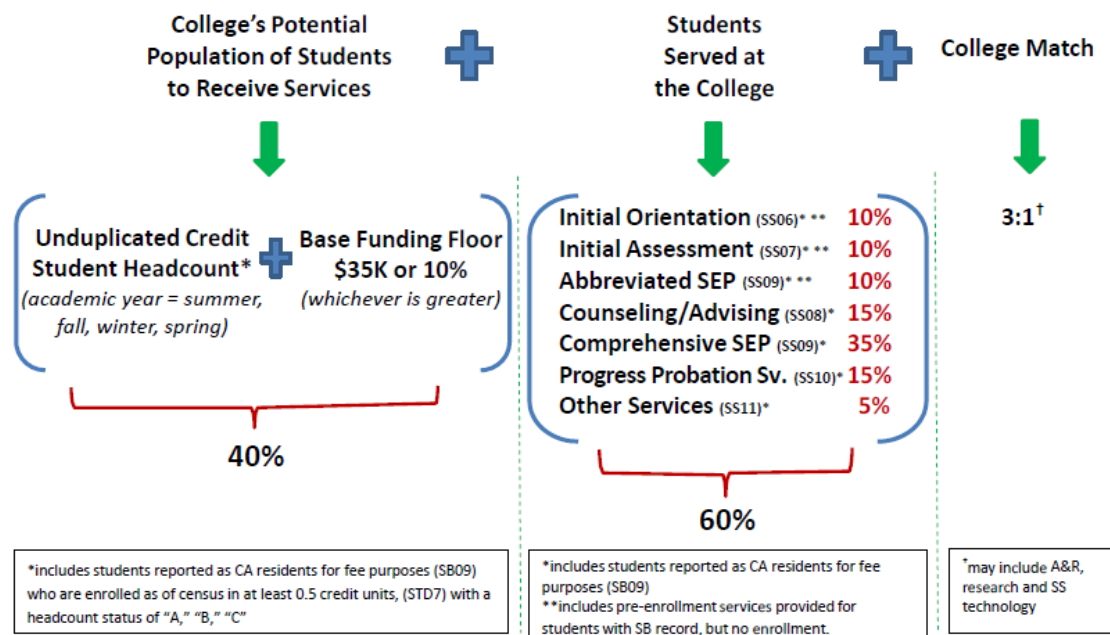 College's Potential
Population of Students
to Receive Services
Students
Served at
the College
College Match
Unduplicated Credit
Student Headcount*
(academic year = summer,
fall, winter, spring)
Base Funding Floor
$35K or 10%
(whichever is greater)
40%
Initial Orientation (SS06)* ** 10%
Initial Assessment (SS07)* ** 10%
Abbreviated SEP (SS09)* ** 10%
Counseling/Advising (SS08)* 15%
Comprehensive SEP (SS09)* 35%
Progress Probation Sv. (SS10)* 15%
Other Services (SS11)* 5%
60%
3:1†
*includes students reported as CA residents for fee purposes (SB09)
who are enrolled as of census in at least 0.5 credit units, (STD7) with a
headcount status of "A," "B," "C"
*includes students reported as CA residents for fee
purposes (SB09)
**includes pre-enrollment services provided for
students with SB record, but no enrollment.
†may include A&R,
research and SS
technology